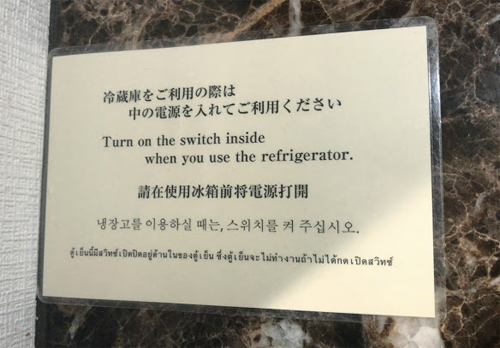 冷蔵庫をご利用の際は
中の電源を入れてご利用ください
Turn on the switch inside
when you use the refrigerator.
請在使用冰箱前将電源打開
냉장고를 이용하실 때는, 스위치를 켜 주십시오.
ตู้เย็นนี้มีสวิทซ์เปิดปิดอยู่ด้านในของตู้เย็น ซึ่งตู้เย็นจะไม่ทำงานถ้าไม่ได้กดเปิดสวิทซ์